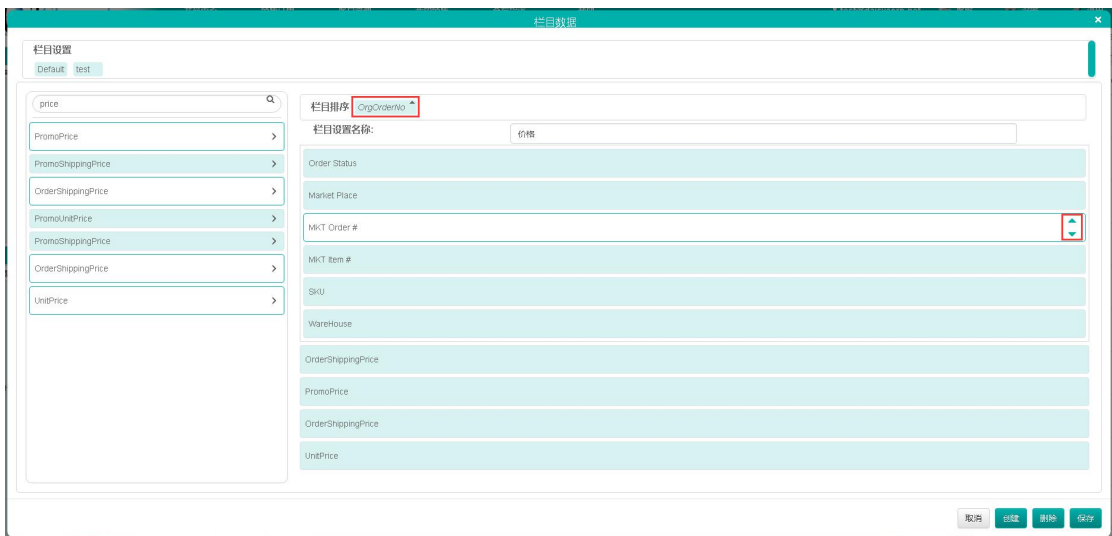 栏目数据
×
栏目设置
Default test
price
PromoPrice
PromoShippingPrice
OrderShippingPrice
PromoUnitPrice
PromoShippingPrice
OrderShippingPrice
UnitPrice
栏目排序 OrgOrderNo
栏目设置名称: 价格
Order Status
Market Place
MKT Order #
MKT Item #
SKU
WareHouse
OrderShippingPrice
PromoPrice
OrderShippingPrice
UnitPrice
取消 创建 删除 保存